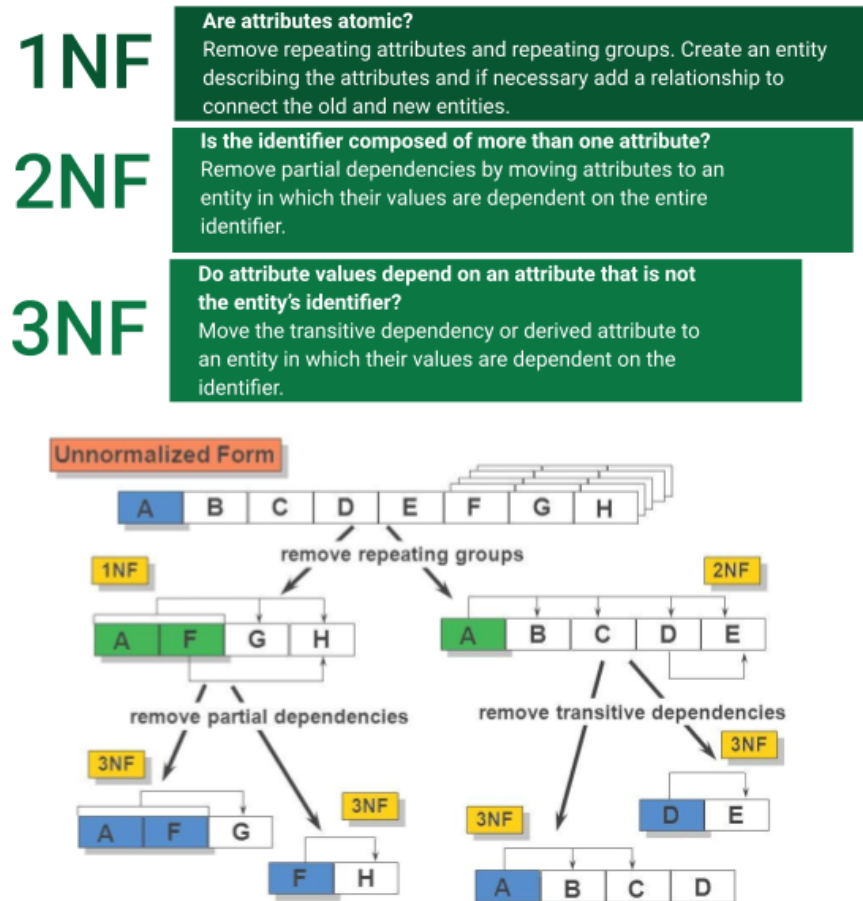 1NF
Are attributes atomic?
Remove repeating attributes and repeating groups. Create an entity
describing the attributes and if necessary add a relationship to
connect the old and new entities.
2NF
Is the identifier composed of more than one attribute?
Remove partial dependencies by moving attributes to an
entity in which their values are dependent on the entire
identifier.
3NF
Do attribute values depend on an attribute that is not
the entity's identifier?
Move the transitive dependency or derived attribute to
an entity in which their values are dependent on the
identifier.
Unnormalized Form
A B C D E F G H
remove repeating groups
1NF
2NF
A F G H
A B C D E
remove partial dependencies
remove transitive dependencies
3NF
3NF
3NF
3NF
A F G
D E
F H
A B C D